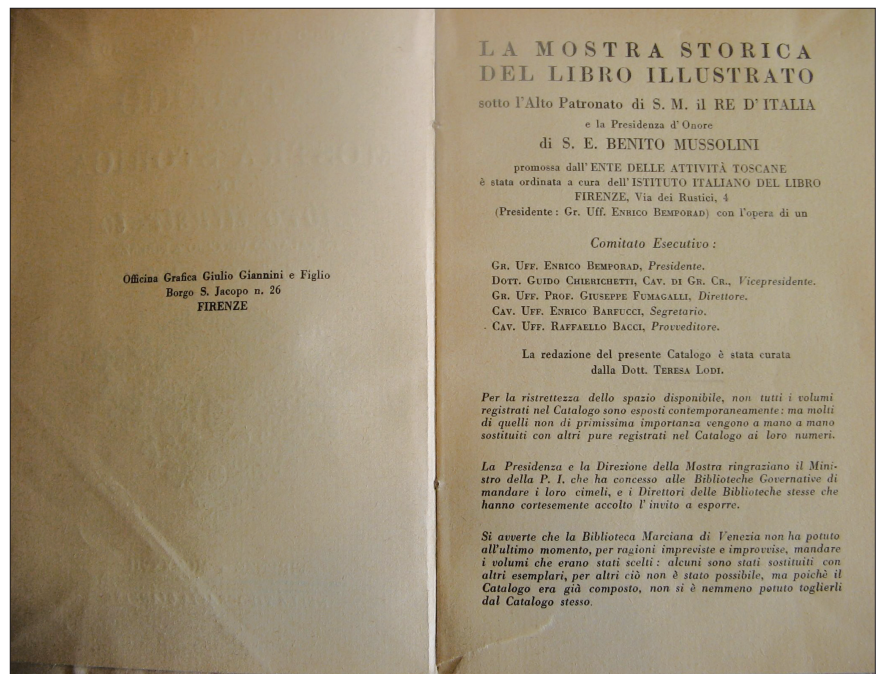 Officina Grafica Giulio Giannini e Figlio
Borgo S. Jacopo n. 26
FIRENZE
LA MOSTRA STORICA
DEL LIBRO ILLUSTRATO
sotto l'Alto Patronato di S. M. il RE D'ITALIA
e la Presidenza d'Onore
di S. E. BENITO MUSSOLINI
promossa dall'ENTE DELLE ATTIVITÀ TOSCANE
è stata ordinata a cura dell'ISTITUTO ITALIANO DEL LIBRO
FIRENZE, Via dei Rustici, 4
(Presidente: Gr. Uff. ENRICO BEMPORAD) con l'opera di un
Comitato Esecutivo:
GR. UFF. ENRICO BEMPORAD, Presidente.
DOTT. GUIDO CHIERICHETTI, CAV. DI GR. CR., Vicepresidente.
GR. UFF. PROF. GIUSEPPE FUMAGALLI, Direttore.
CAV. UFF. ENRICO BARFUCCI, Segretario.
CAV. UFF. RAFFAELLO BACCI, Provveditore.
La redazione del presente Catalogo è stata curata
dalla Dott. TERESA LODI.
Per la ristrettezza dello spazio disponibile, non tutti i volumi
registrati nel Catalogo sono esposti contemporaneamente: ma molti
di quelli non di primissima importanza vengono a mano a mano
sostituiti con altri pure registrati nel Catalogo ai loro numeri.
La Presidenza e la Direzione della Mostra ringraziano il Mini-
stro della P. I. che ha concesso alle Biblioteche Governative di
mandare i loro cimeli, e i Direttori delle Biblioteche stesse che
hanno cortesemente accolto l'invito a esporre.
Si avverte che la Biblioteca Marciana di Venezia non ha potuto
all'ultimo momento, per ragioni impreviste e improvvise, mandare
i volumi che erano stati scelti: alcuni sono stati sostituiti con
altri esemplari, per altri ciò non è stato possibile, ma poichè il
Catalogo era già composto, non si è nemmeno potuto toglierli
dal Catalogo stesso.